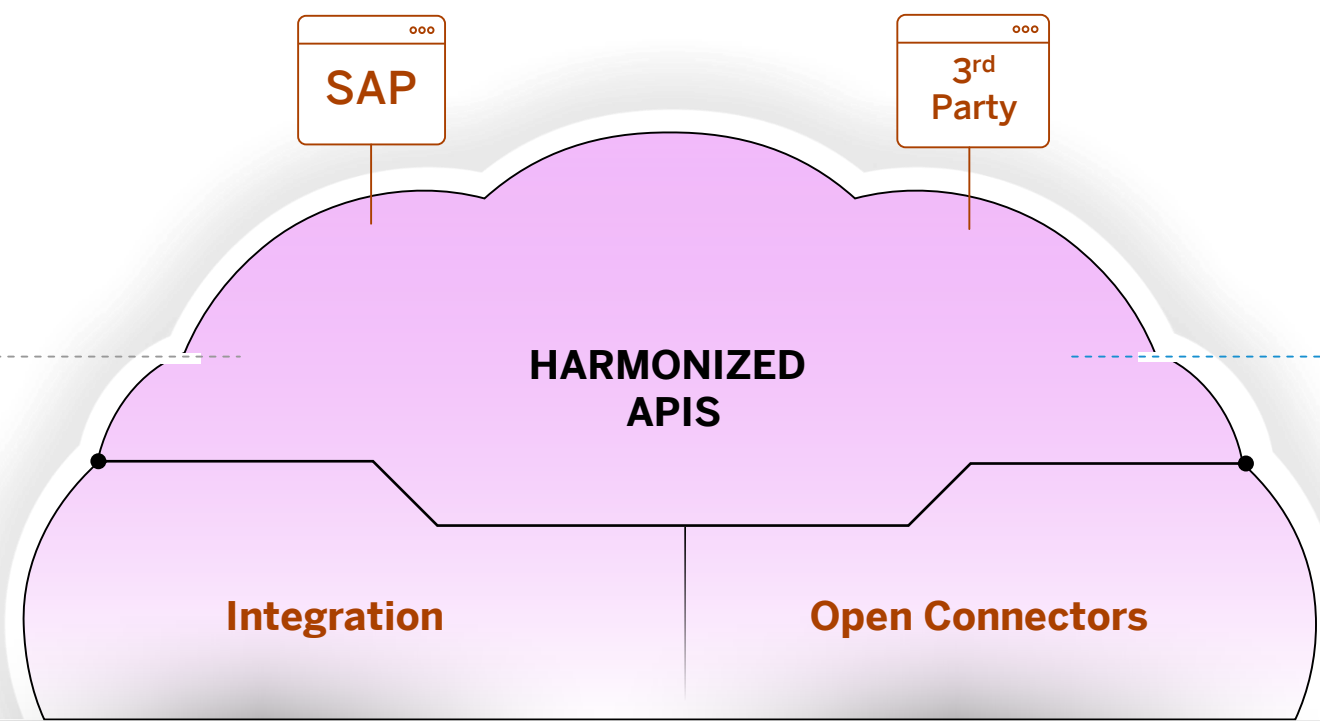 SAP
3rd
Party
HARMONIZED
APIS
Integration
Open Connectors